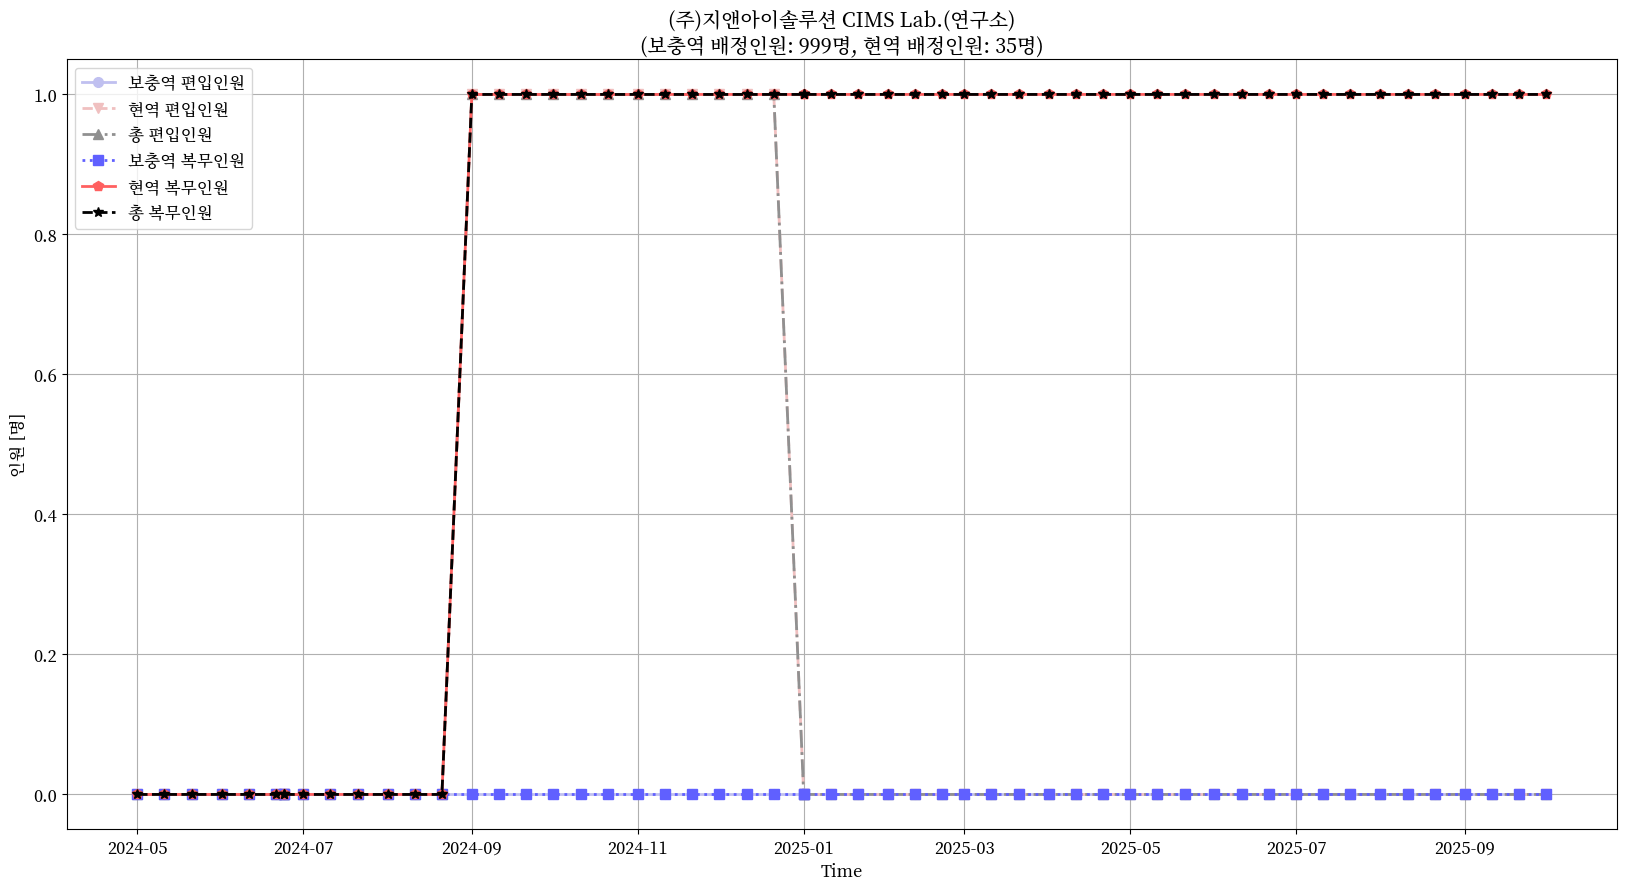 (주)지앤아이솔루션 CIMS Lab.(연구소)
(보충역 배정인원: 999명, 현역 배정인원: 35명)
보충역 편입인원
현역 편입인원
총 편입인원
보충역 복무인원
현역 복무인원
총 복무인원
1.0
0.8
0.6
0.4
0.2
0.0
인원 [명]
2024-05
2024-07
2024-09
2024-11
2025-01
2025-03
2025-05
2025-07
2025-09
Time